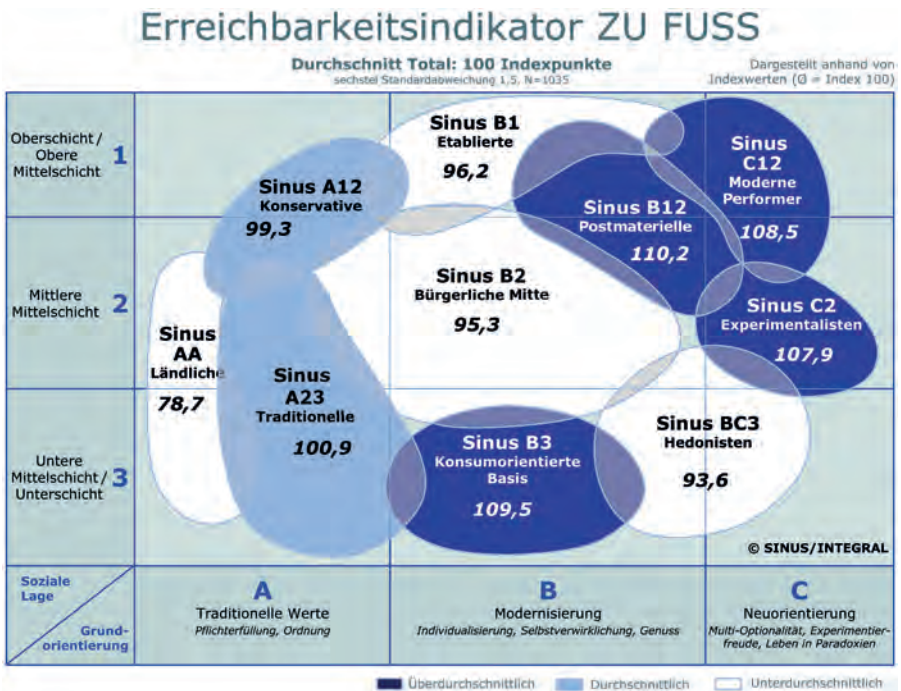 Erreichbarkeitsindikator ZU FUSS
Durchschnitt Total: 100 Indexpunkte
sechstel Standardabweichung 1,5, N=1035
Dargestellt anhand von
Indexwerten (G = Index 100)
Oberschicht /
Obere
Mittelschicht
1
Sinus B1
Etablierte
96,2
Sinus
C12
Moderne
Performer
108,5
Sinus A12
Konservative
99,3
Sinus B12
Postmaterielle
110,2
Mittlere
Mittelschicht
2
Sinus B2
Bürgerliche Mitte
95,3
Sinus C2
Experimentalisten
107,9
Sinus
AA
Ländliche
78,7
Sinus
A23
Traditionelle
100,9
Untere
Mittelschicht /
Unterschicht
3
Sinus B3
Konsumorientierte
Basis
109,5
Sinus BC3
Hedonisten
93,6
© SINUS/INTEGRAL
Soziale
Lage
Grund-
orientierung
A
Traditionelle Werte
Pflichterfüllung, Ordnung
B
Modernisierung
Individualisierung, Selbstverwirklichung, Genuss
C
Neuorientierung
Multi-Optionalität, Experimentier-
freude, Leben in Paradoxien
Überdurchschnittlich
Durchschnittlich
Unterdurchschnittlich